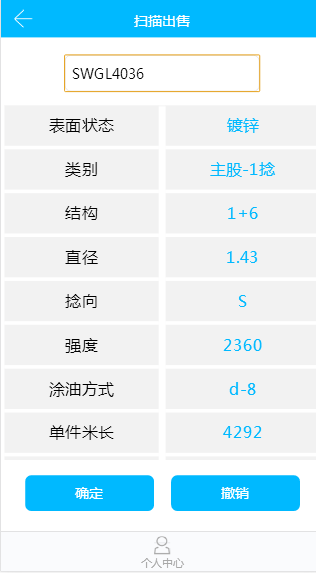 扫描出售
SWGL4036
表面状态 镀锌
类别 主股-1捻
结构 1+6
直径 1.43
捻向 S
强度 2360
涂油方式 d-8
单件米长 4292
确定 撤销
个人中心